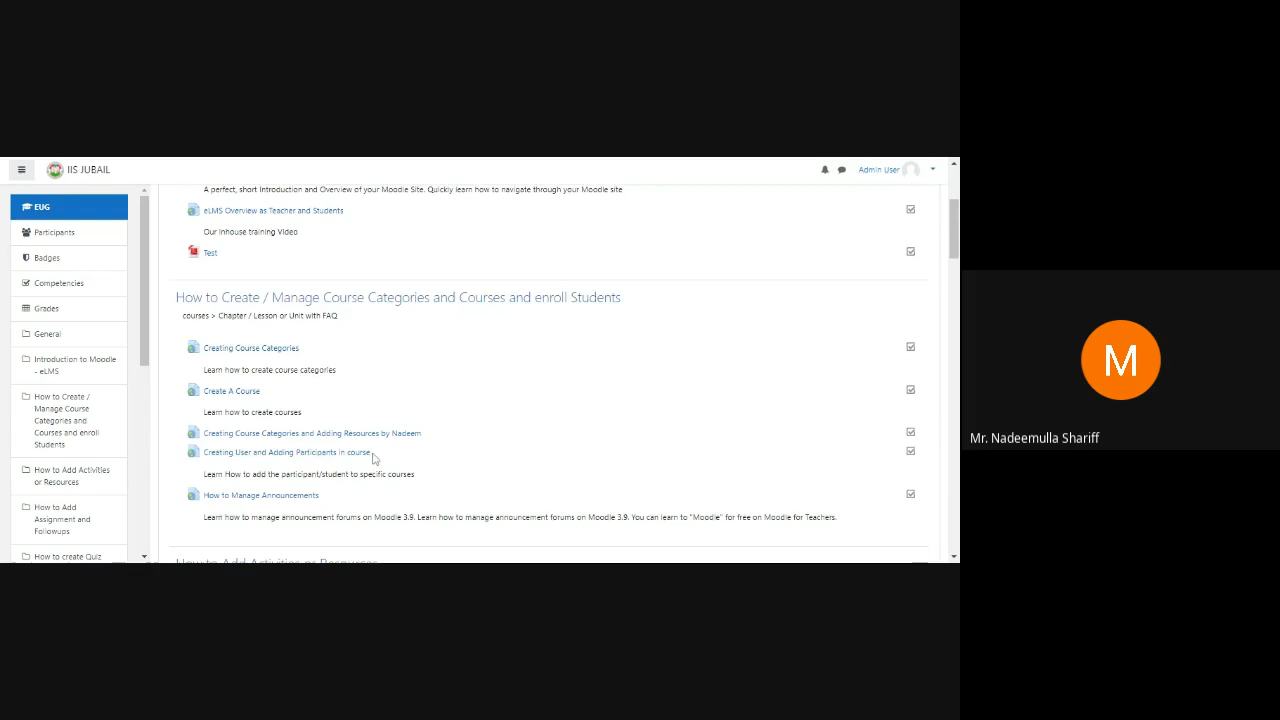 IIS JUBAIL
Admin User
EUG
Participants
Badges
Competencies
Grades
General
Introduction to Moodle
- eLMS
How to Create /
Manage Course
Categories and
Courses and enroll
Students
How to Add Activities
or Resources
How to Add
Assignment and
Followups
How to create Quiz
A perfect, short Introduction and Overview of your Moodle Site. Quickly learn how to navigate through your Moodle site
eLMS Overview as Teacher and Students
Our Inhouse training Video
Test
How to Create / Manage Course Categories and Courses and enroll Students
courses > Chapter / Lesson or Unit with FAQ
Creating Course Categories
Learn how to create course categories
Create A Course
Learn how to create courses
Creating Course Categories and Adding Resources by Nadeem
Creating User and Adding Participants in course
Learn How to add the participant/student to specific courses
How to Manage Announcements
Learn how to manage announcement forums on Moodle 3.9. Learn how to manage announcement forums on Moodle 3.9. You can learn to "Moodle" for free on Moodle for Teachers.
How to Add Activities or Resources
M
Mr. Nadeemulla Shariff